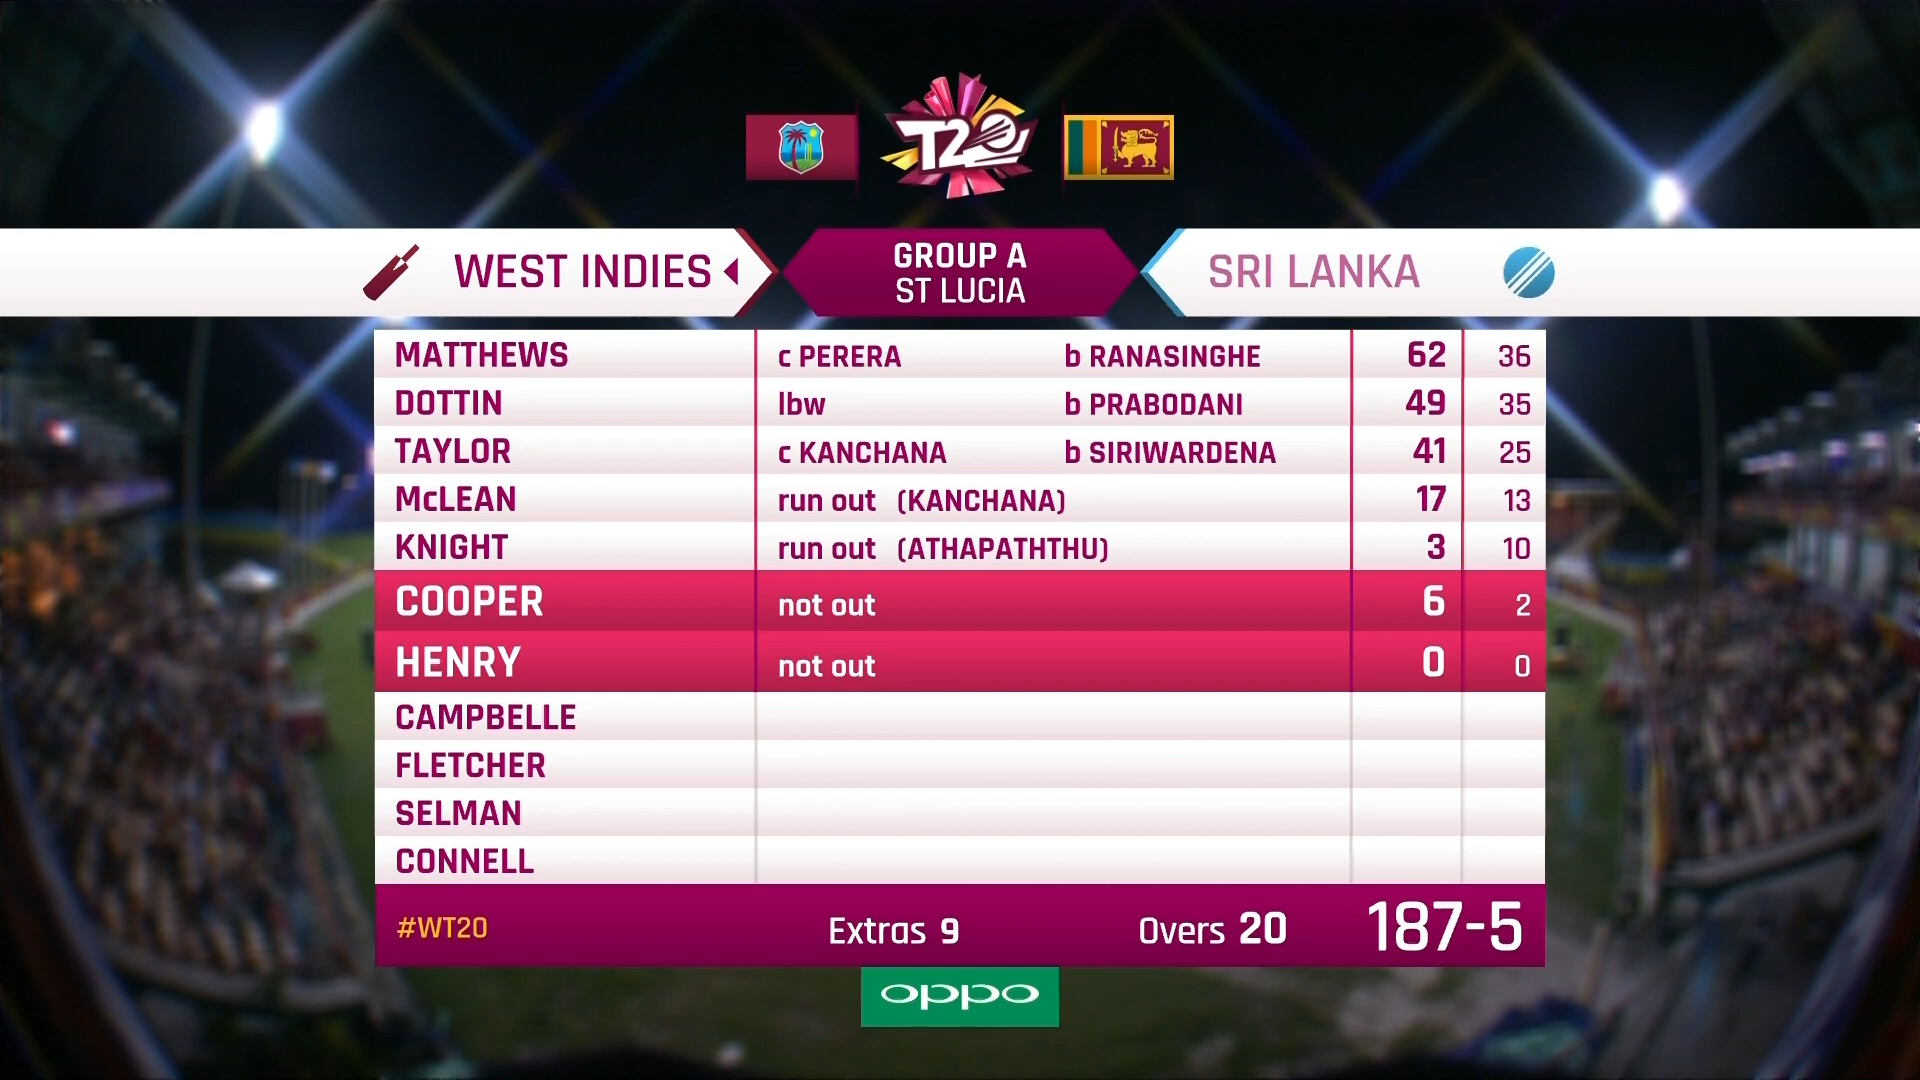 T20
WEST INDIES
GROUP A
ST LUCIA
SRI LANKA
MATTHEWS c PERERA b RANASINGHE 62 36
DOTTIN lbw b PRABODANI 49 35
TAYLOR c KANCHANA b SIRIWARDENA 41 25
McLEAN run out (KANCHANA) 17 13
KNIGHT run out (ATHAPATHTHU) 3 10
COOPER not out 6 2
HENRY not out 0 0
CAMPBELLE
FLETCHER
SELMAN
CONNELL
#WT20 Extras 9 Overs 20 187-5
oppo